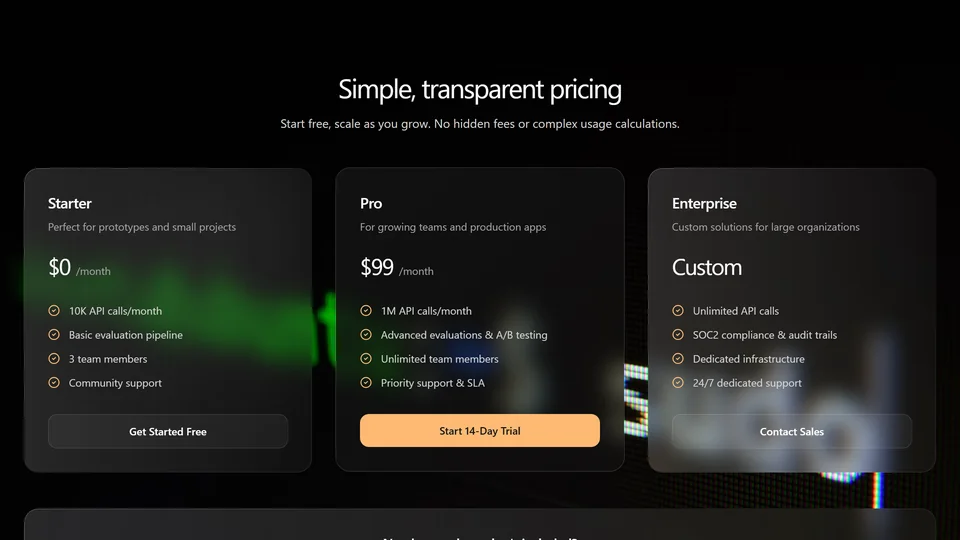 Simple, transparent pricing
Start free, scale as you grow. No hidden fees or complex usage calculations.
Starter
Perfect for prototypes and small projects
$0 /month
10K API calls/month
Basic evaluation pipeline
3 team members
Community support
Get Started Free
Pro
For growing teams and production apps
$99 /month
1M API calls/month
Advanced evaluations & A/B testing
Unlimited team members
Priority support & SLA
Start 14-Day Trial
Enterprise
Custom solutions for large organizations
Custom
Unlimited API calls
SOC2 compliance & audit trails
Dedicated infrastructure
24/7 dedicated support
Contact Sales